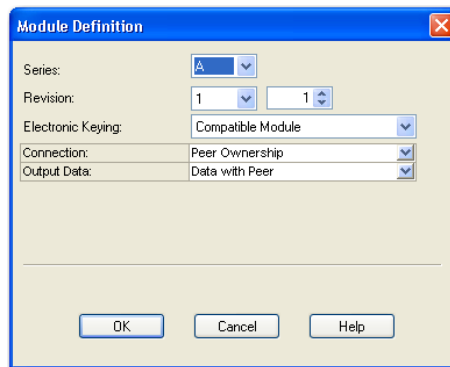 Module Definition
Series: A
Revision: 1 1
Electronic Keying: Compatible Module
Connection: Peer Ownership
Output Data: Data with Peer
OK Cancel Help